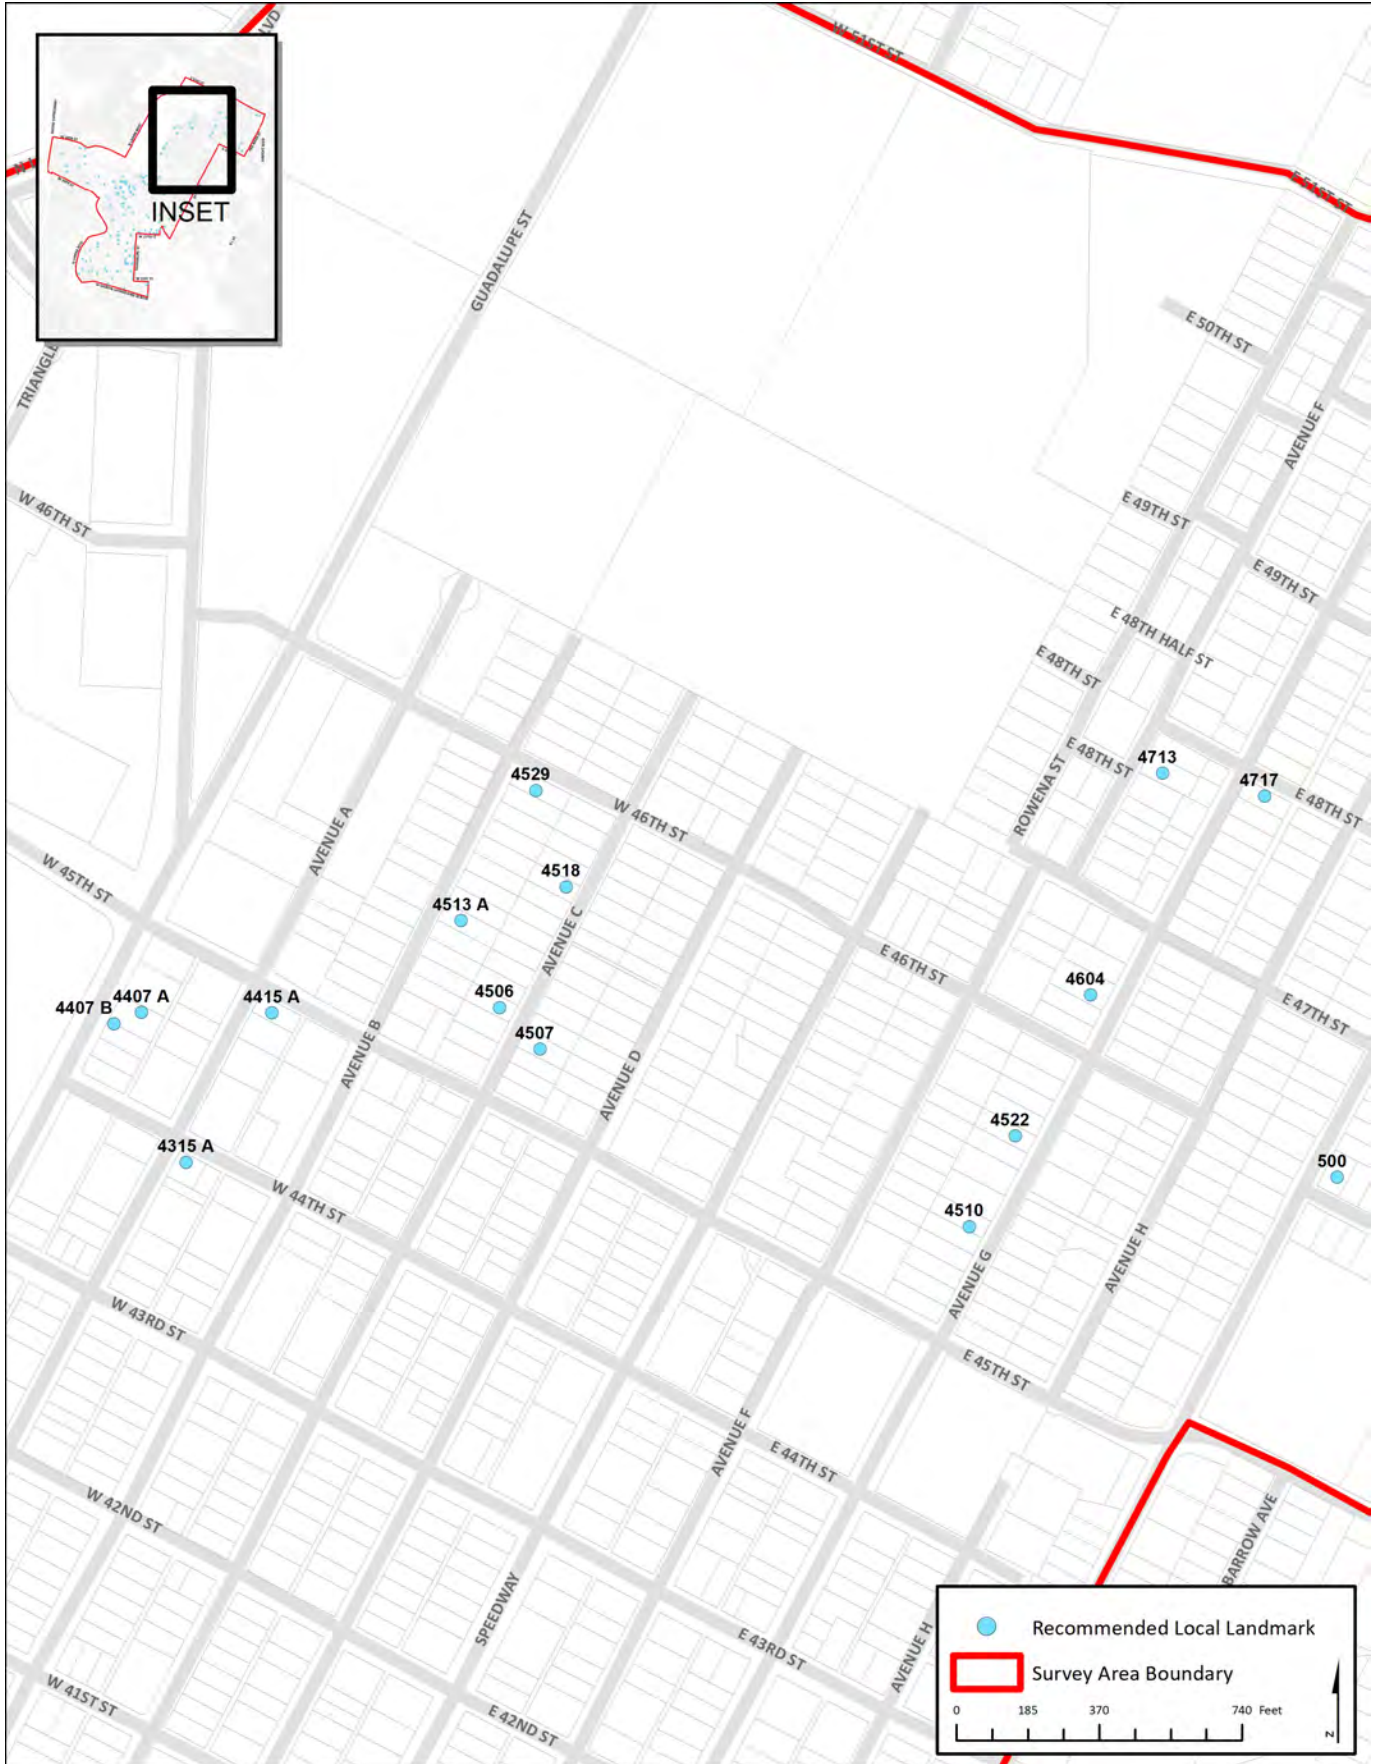 LVD
W 51ST ST
E 51ST ST
INSET
GUADALUPE ST
TRIANGLE
E 50TH ST
AVENUE F
W 46TH ST
E 49TH ST
E 49TH ST
E 48TH HALF ST
E 48TH ST
E 48TH ST
4713
4717
E 48TH ST
ROWENA ST
4529
W 46TH ST
AVENUE A
4518
4513 A
AVENUE C
W 45TH ST
E 46TH ST
4604
E 47TH ST
4407 B
4407 A
4415 A
4506
4507
AVENUE B
AVENUE D
4522
500
4315 A
W 44TH ST
4510
AVENUE G
AVENUE H
W 43RD ST
E 45TH ST
AVENUE F
E 44TH ST
W 42ND ST
BARROW AVE
SPEEDWAY
E 43RD ST
AVENUE H
W 41ST ST
E 42ND ST
Recommended Local Landmark
Survey Area Boundary
0 185 370 740 Feet
N